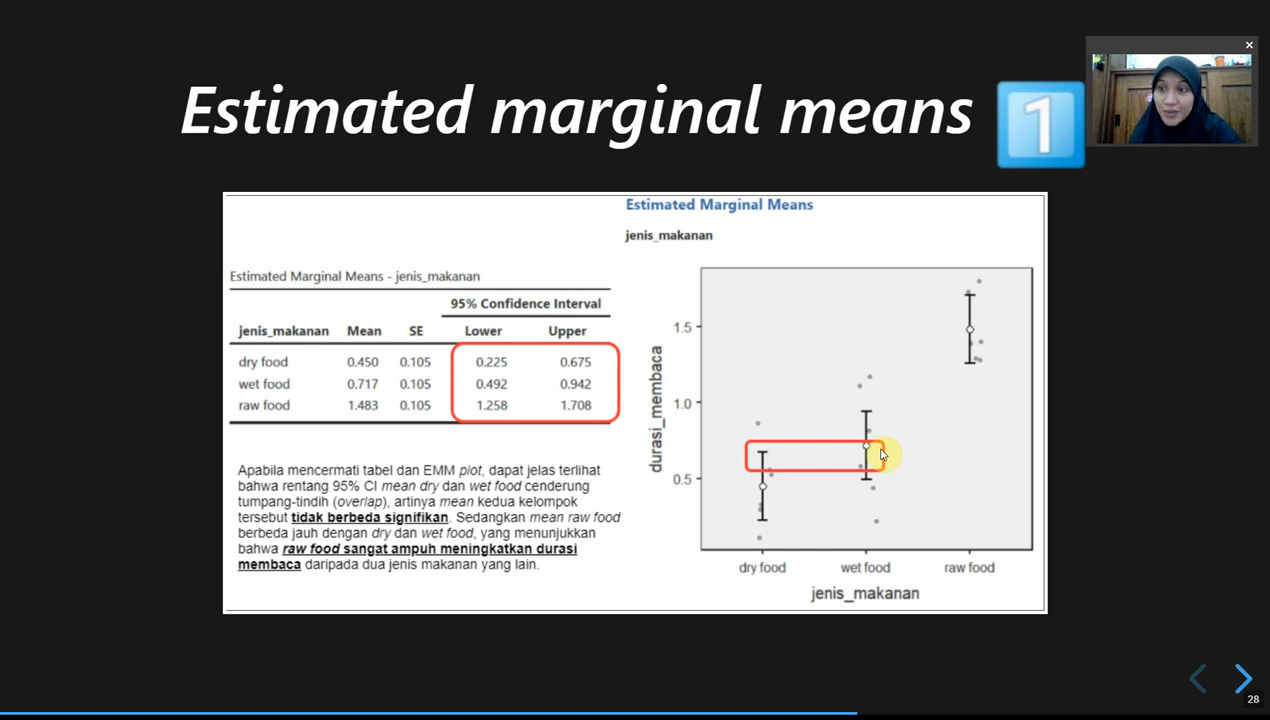 Estimated marginal means 1
Estimated Marginal Means
jenis_makanan
Estimated Marginal Means - jenis_makanan
95% Confidence Interval
jenis_makanan Mean SE Lower Upper
dry food 0.450 0.105 0.225 0.675
wet food 0.717 0.105 0.492 0.942
raw food 1.483 0.105 1.258 1.708
Apabila mencermati tabel dan EMM plot, dapat jelas terlihat
bahwa rentang 95% CI mean dry dan wet food cenderung
tumpang-tindih (overlap), artinya mean kedua kelompok
tersebut tidak berbeda signifikan. Sedangkan mean raw food
berbeda jauh dengan dry dan wet food, yang menunjukkan
bahwa raw food sangat ampuh meningkatkan durasi
membaca daripada dua jenis makanan yang lain.
durasi_membaca
1.5
1.0
0.5
dry food wet food raw food
jenis_makanan
28